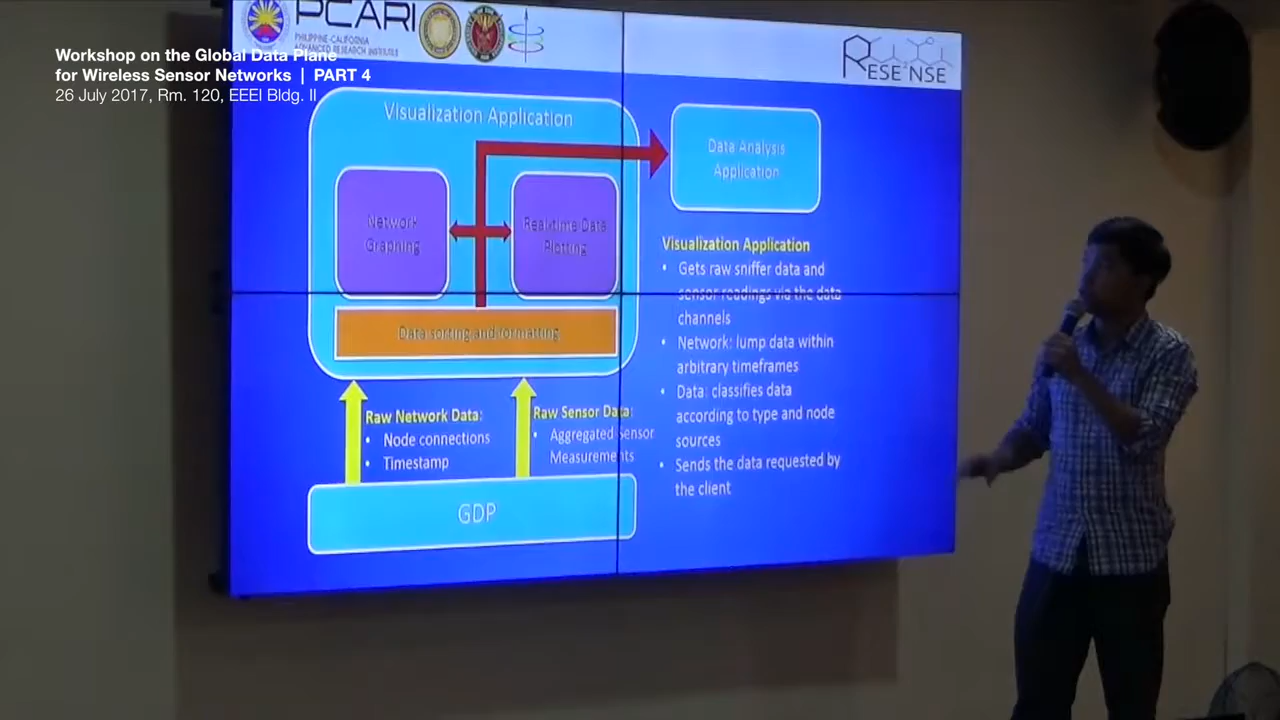 Workshop on the Global Data Plane
for Wireless Sensor Networks | PART 4
26 July 2017, Rm. 120, EEEI Bldg. II
PCARI
PHILIPPINE-CALIFORNIA
ADVANCED RESEARCH INSTITUTES
RESE2NSE
Visualization Application
Network
Graphing
Real-time Data
Plotting
Data sorting and formatting
Data Analysis
Application
Raw Network Data:
• Node connections
• Timestamp
Raw Sensor Data:
• Aggregated Sensor
Measurements
GDP
Visualization Application
• Gets raw sniffer data and
sensor readings via the data
channels
• Network: lump data within
arbitrary timeframes
• Data: classifies data
according to type and node
sources
• Sends the data requested by
the client